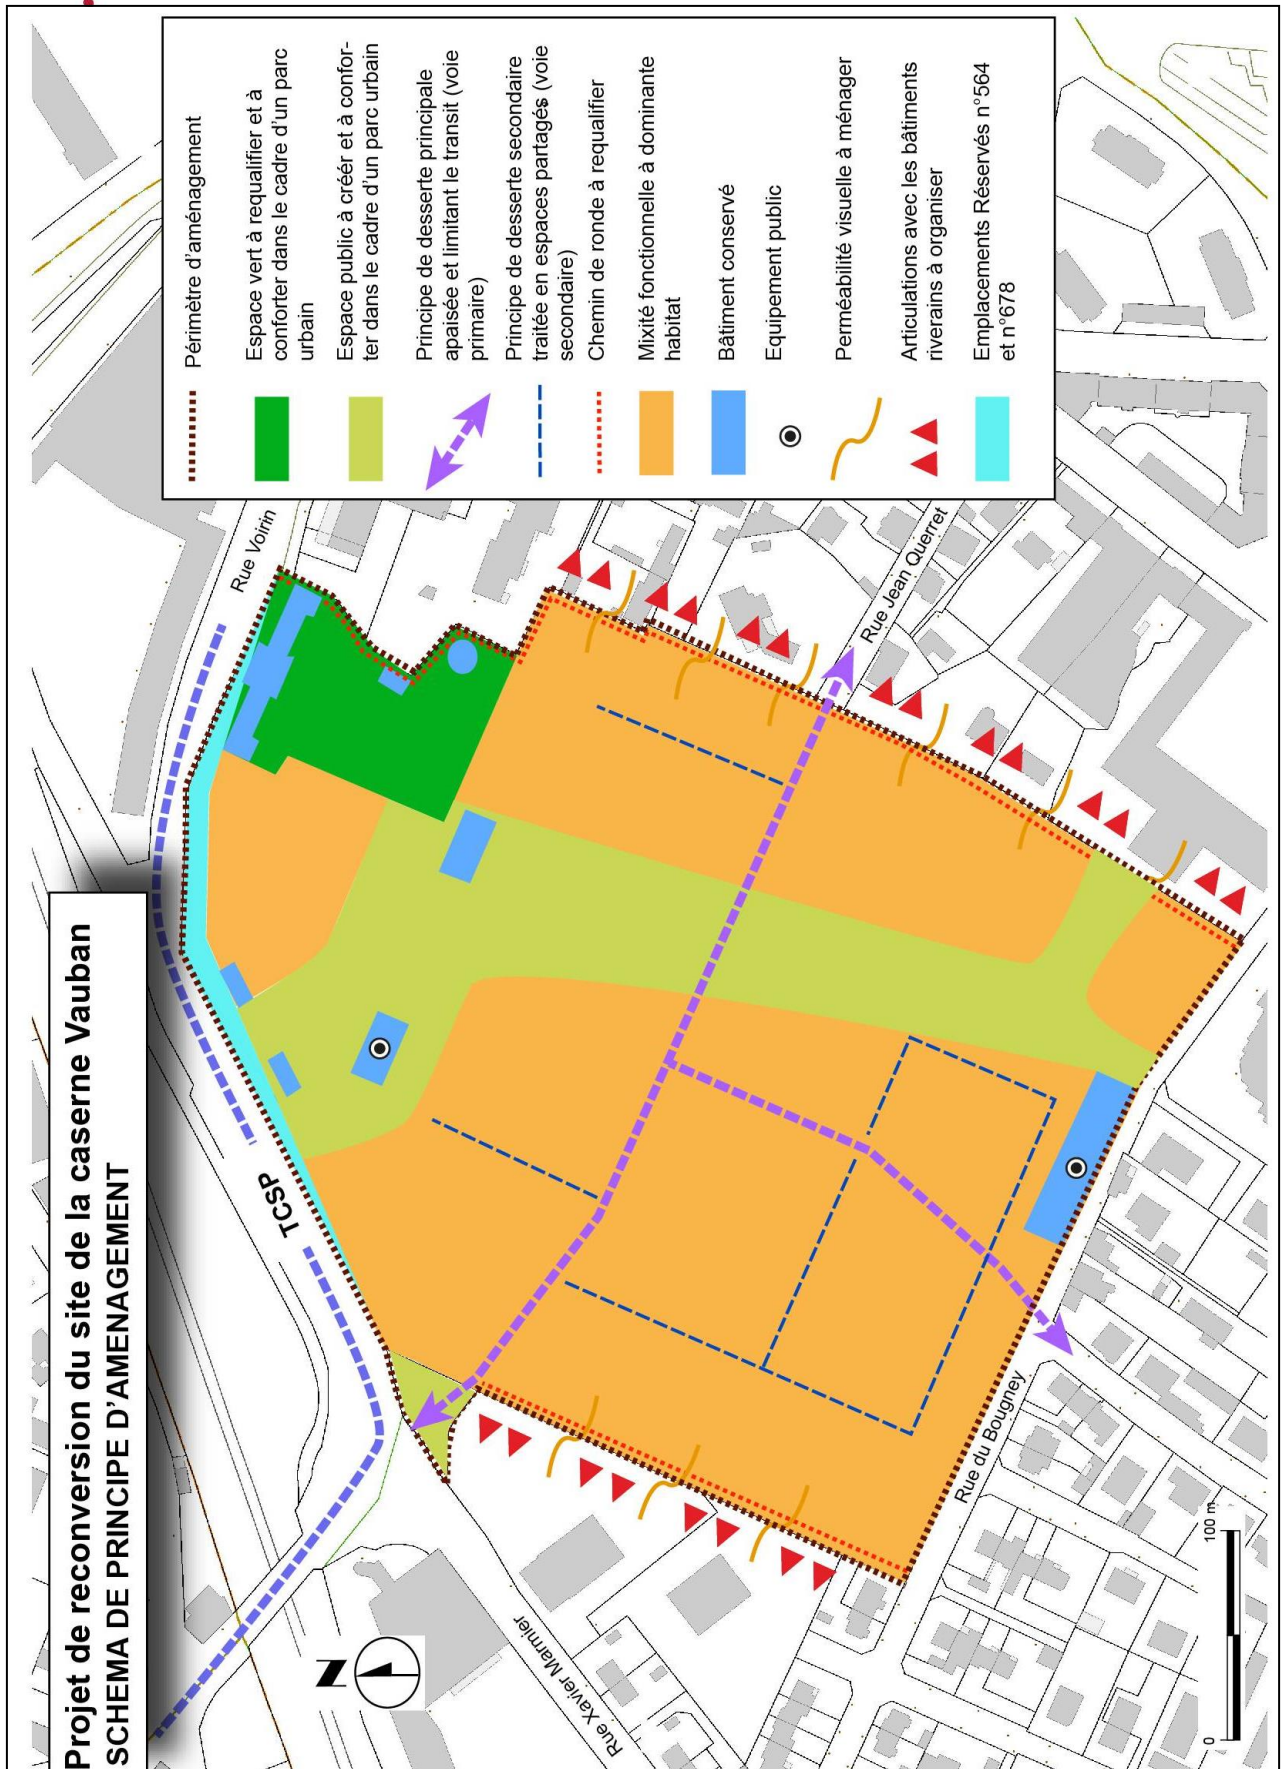 Projet de reconversion du site de la caserne Vauban
SCHEMA DE PRINCIPE D'AMENAGEMENT
Périmètre d'aménagement
Espace vert à requalifier et à
conforter dans le cadre d'un parc
urbain
Espace public à créér et à confor-
ter dans le cadre d'un parc urbain
Principe de desserte principale
apaisée et limitant le transit (voie
primaire)
Principe de desserte secondaire
traitée en espaces partagés (voie
secondaire)
Chemin de ronde à requalifier
Mixité fonctionnelle à dominante
habitat
Bâtiment conservé
Equipement public
Perméabilité visuelle à ménager
Articulations avec les bâtiments
riverains à organiser
Emplacements Réservés n°564
et n°678
Rue Voirin
TCSP
Rue Jean Querret
Rue Xavier Marmier
Rue du Bougney
N
0
100 m